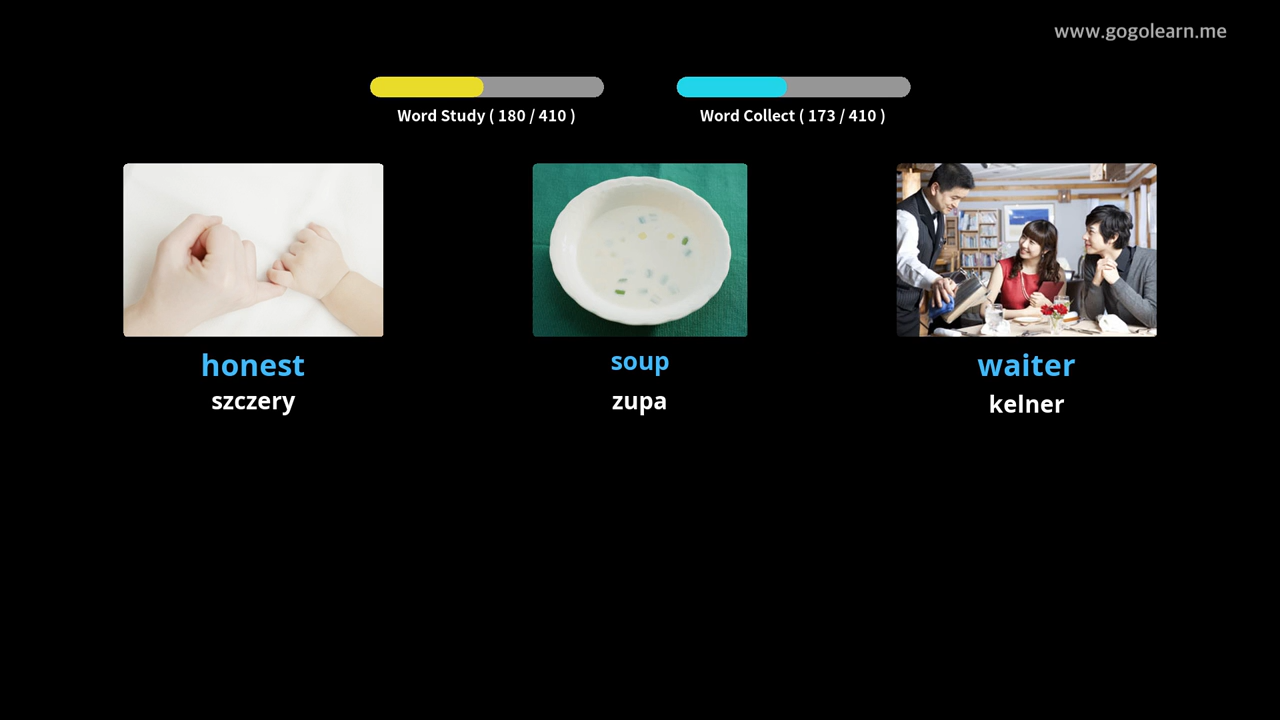 www.gogolearn.me
Word Study ( 180 / 410 )
Word Collect ( 173 / 410 )
honest
szczery
soup
zupa
waiter
kelner